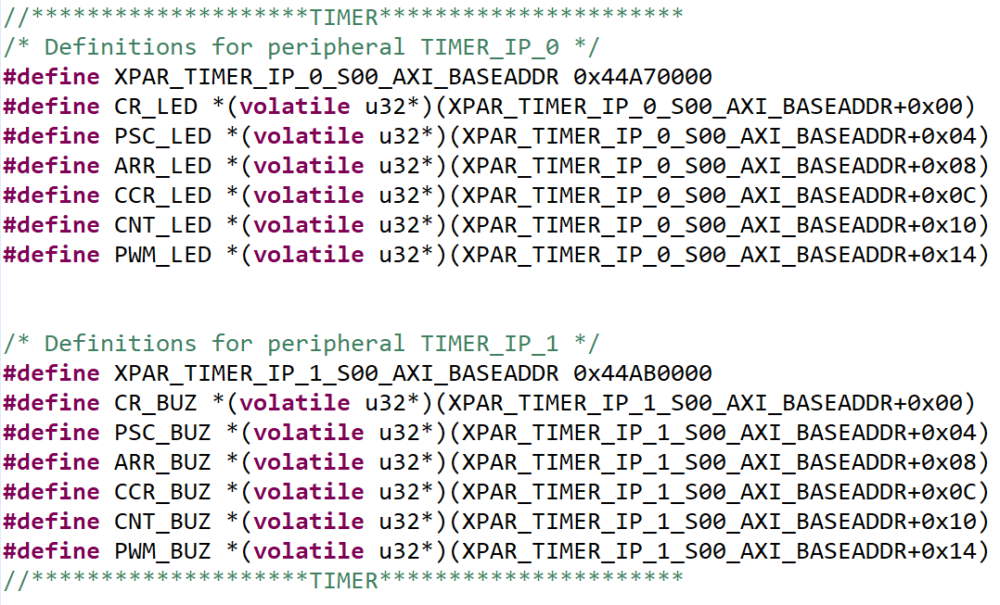 //********************TIMER**********************
/* Definitions for peripheral TIMER_IP_0 */
#define XPAR_TIMER_IP_0_S00_AXI_BASEADDR 0x44A70000
#define CR_LED *(volatile u32*)(XPAR_TIMER_IP_0_S00_AXI_BASEADDR+0x00)
#define PSC_LED *(volatile u32*)(XPAR_TIMER_IP_0_S00_AXI_BASEADDR+0x04)
#define ARR_LED *(volatile u32*)(XPAR_TIMER_IP_0_S00_AXI_BASEADDR+0x08)
#define CCR_LED *(volatile u32*)(XPAR_TIMER_IP_0_S00_AXI_BASEADDR+0x0C)
#define CNT_LED *(volatile u32*)(XPAR_TIMER_IP_0_S00_AXI_BASEADDR+0x10)
#define PWM_LED *(volatile u32*)(XPAR_TIMER_IP_0_S00_AXI_BASEADDR+0x14)
/* Definitions for peripheral TIMER_IP_1 */
#define XPAR_TIMER_IP_1_S00_AXI_BASEADDR 0x44AB0000
#define CR_BUZ *(volatile u32*)(XPAR_TIMER_IP_1_S00_AXI_BASEADDR+0x00)
#define PSC_BUZ *(volatile u32*)(XPAR_TIMER_IP_1_S00_AXI_BASEADDR+0x04)
#define ARR_BUZ *(volatile u32*)(XPAR_TIMER_IP_1_S00_AXI_BASEADDR+0x08)
#define CCR_BUZ *(volatile u32*)(XPAR_TIMER_IP_1_S00_AXI_BASEADDR+0x0C)
#define CNT_BUZ *(volatile u32*)(XPAR_TIMER_IP_1_S00_AXI_BASEADDR+0x10)
#define PWM_BUZ *(volatile u32*)(XPAR_TIMER_IP_1_S00_AXI_BASEADDR+0x14)
//********************TIMER**********************